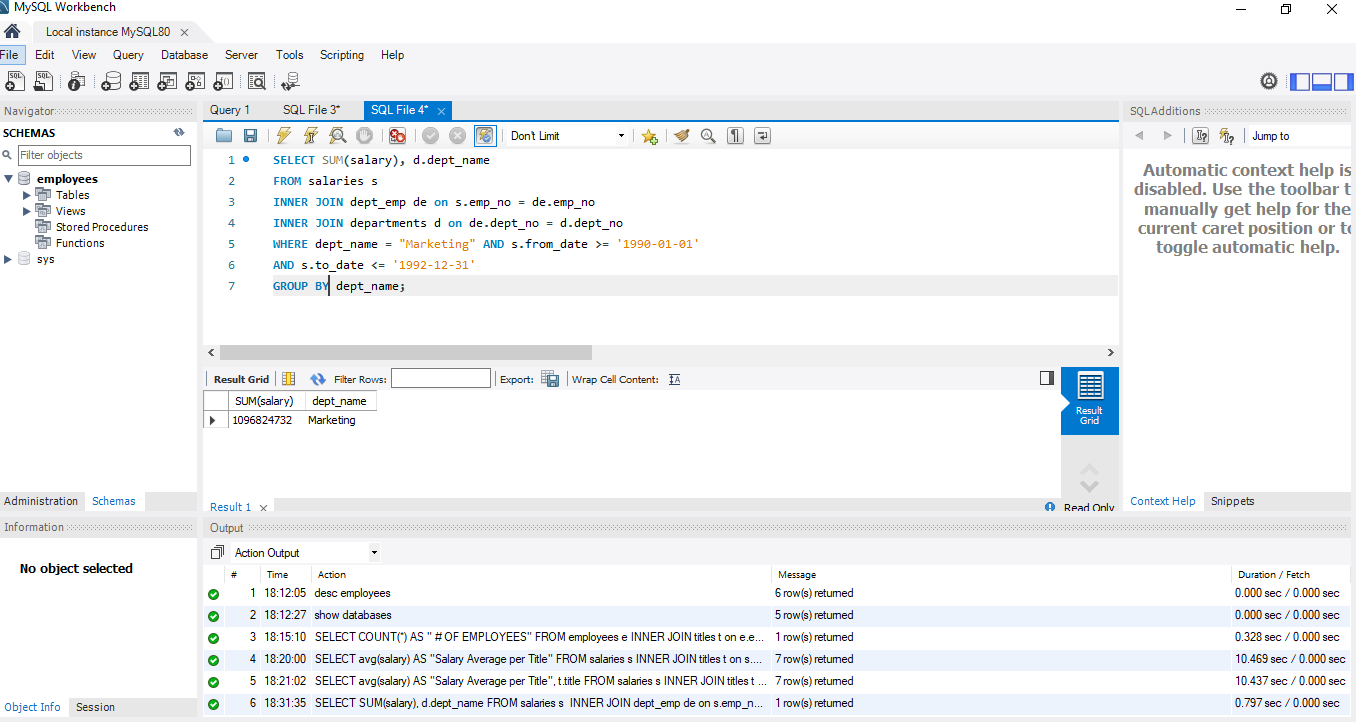 MySQL Workbench
Local instance MySQL80
File Edit View Query Database Server Tools Scripting Help
Navigator
SCHEMAS
Filter objects
employees
Tables
Views
Stored Procedures
Functions
sys
Administration Schemas
Information
No object selected
Object Info Session
Query 1 SQL File 3* SQL File 4*
Don't Limit
1 SELECT SUM(salary), d.dept_name
2 FROM salaries s
3 INNER JOIN dept_emp de on s.emp_no = de.emp_no
4 INNER JOIN departments d on de.dept_no = d.dept_no
5 WHERE dept_name = "Marketing" AND s.from_date >= '1990-01-01'
6 AND s.to_date <= '1992-12-31'
7 GROUP BY dept_name;
Result Grid Filter Rows: Export: Wrap Cell Content:
SUM(salary) dept_name
1096824732 Marketing
Result Grid
Result 1
Read Only
SQLAdditions
Jump to
Automatic context help is
disabled. Use the toolbar t
manually get help for the
current caret position or to
toggle automatic help.
Context Help Snippets
Output
Action Output
# Time Action Message Duration / Fetch
1 18:12:05 desc employees 6 row(s) returned 0.000 sec / 0.000 sec
2 18:12:27 show databases 5 row(s) returned 0.000 sec / 0.000 sec
3 18:15:10 SELECT COUNT(*) AS " # OF EMPLOYEES" FROM employees e INNER JOIN titles t on e.e... 1 row(s) returned 0.328 sec / 0.000 sec
4 18:20:00 SELECT avg(salary) AS "Salary Average per Title" FROM salaries s INNER JOIN titles t on s.... 7 row(s) returned 10.469 sec / 0.000 sec
5 18:21:02 SELECT avg(salary) AS "Salary Average per Title", t.title FROM salaries s INNER JOIN titles t ... 7 row(s) returned 10.437 sec / 0.000 sec
6 18:31:35 SELECT SUM(salary), d.dept_name FROM salaries s INNER JOIN dept_emp de on s.emp_n... 1 row(s) returned 0.797 sec / 0.000 sec